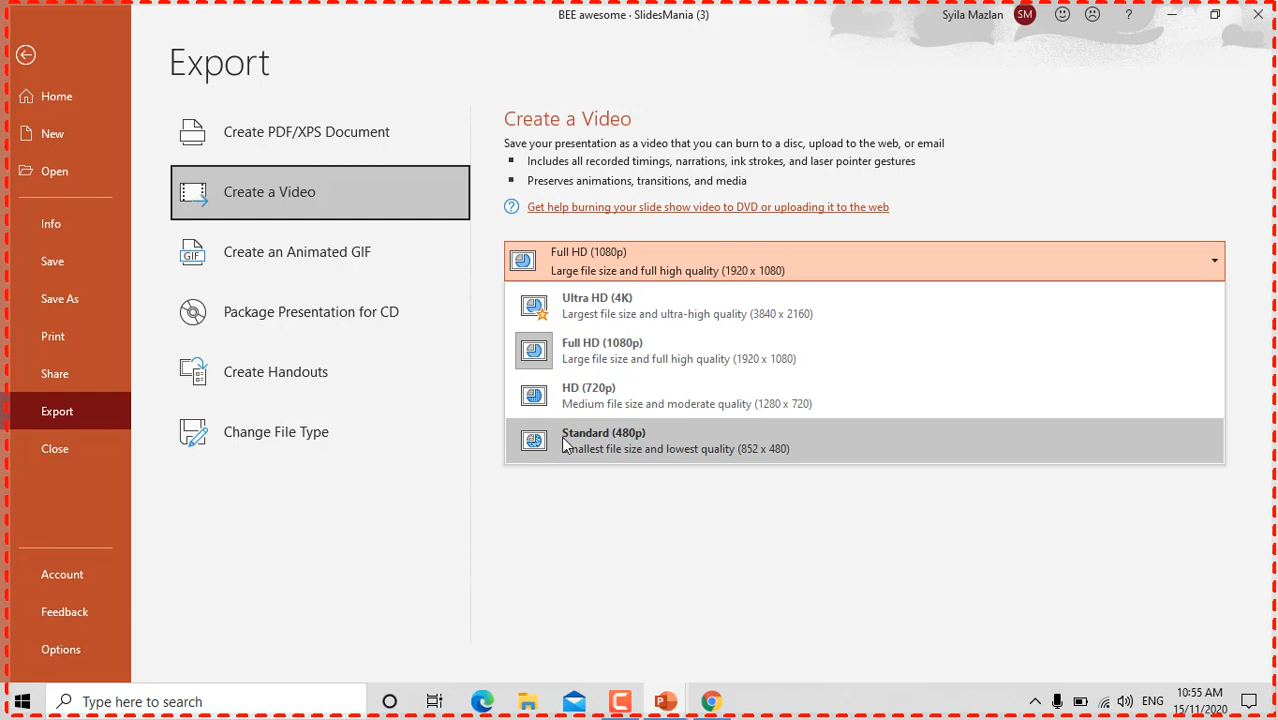 BEE awesome - SlidesMania (3)
Syila Mazlan
SM
?
Export
Home
New
Open
Info
Save
Save As
Print
Share
Export
Close
Account
Feedback
Options
Create PDF/XPS Document
Create a Video
GIF
Create an Animated GIF
Package Presentation for CD
Create Handouts
Change File Type
Create a Video
Save your presentation as a video that you can burn to a disc, upload to the web, or email
Includes all recorded timings, narrations, ink strokes, and laser pointer gestures
Preserves animations, transitions, and media
? Get help burning your slide show video to DVD or uploading it to the web
Full HD (1080p)
Large file size and full high quality (1920 x 1080)
Ultra HD (4K)
Largest file size and ultra-high quality (3840 x 2160)
Full HD (1080p)
Large file size and full high quality (1920 x 1080)
HD (720p)
Medium file size and moderate quality (1280 x 720)
Standard (480p)
Smallest file size and lowest quality (852 x 480)
Type here to search
ENG
10:55 AM
15/11/2020